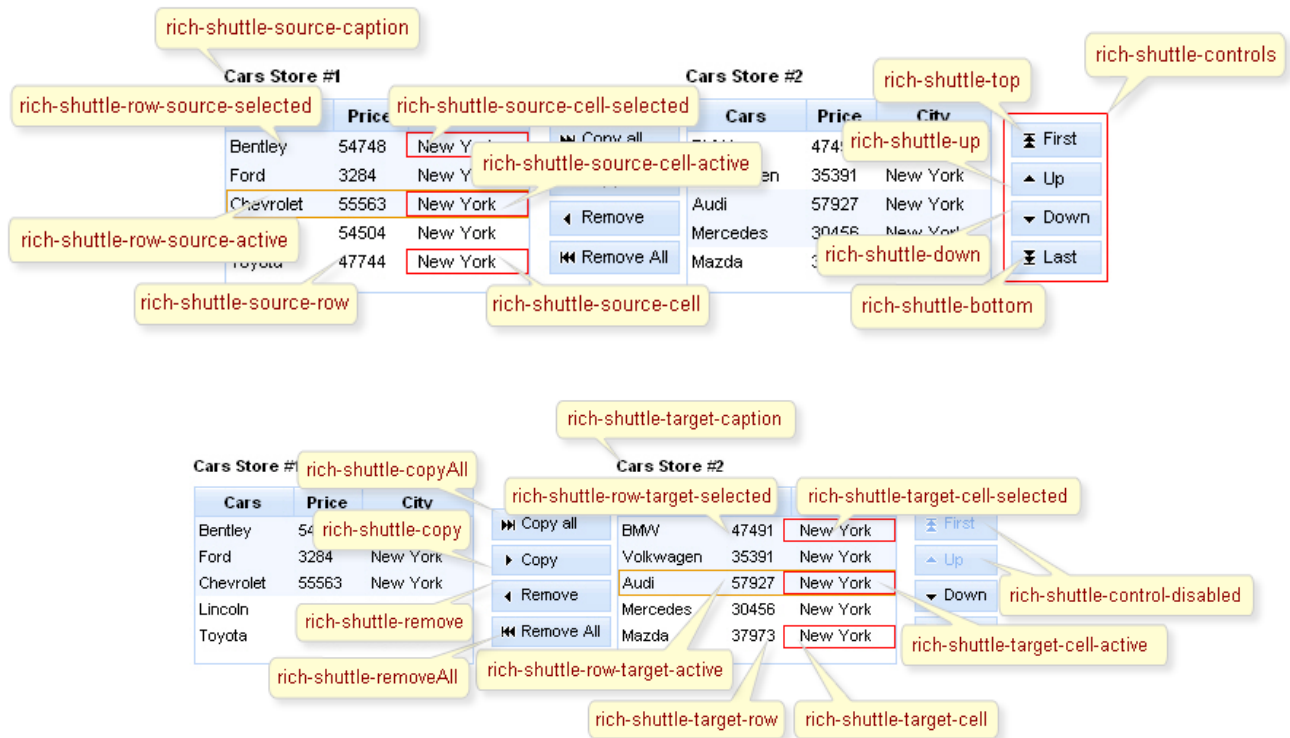 rich-shuttle-source-caption
rich-shuttle-controls
Cars Store #1
Cars Store #2
rich-shuttle-top
rich-shuttle-row-source-selected
rich-shuttle-source-cell-selected
Cars Price City
Bentley 54748 New York
Copy all
First
rich-shuttle-up
rich-shuttle-source-cell-active
Ford 3284
35391 New York
Up
Chevrolet 55563 New York
Remove
Audi 57927 New York
Down
rich-shuttle-row-source-active
54504 New York
Mercedes 30456
rich-shuttle-down
Toyota 47744 New York
Remove All
Mazda
Last
rich-shuttle-source-row
rich-shuttle-source-cell
rich-shuttle-bottom
rich-shuttle-target-caption
Cars Store #1
Cars Store #2
rich-shuttle-copyAll
rich-shuttle-row-target-selected
rich-shuttle-target-cell-selected
Cars Price City
Bentley
Copy all
BMW 47491 New York
First
rich-shuttle-copy
Ford 3284 New York
Copy
Volkwagen 35391 New York
Up
Chevrolet 55563 New York
Remove
Audi 57927 New York
Down
rich-shuttle-control-disabled
Lincoln
Mercedes 30456 New York
rich-shuttle-remove
Toyota
Remove All
Mazda 37973 New York
rich-shuttle-target-cell-active
rich-shuttle-removeAll
rich-shuttle-row-target-active
rich-shuttle-target-row
rich-shuttle-target-cell